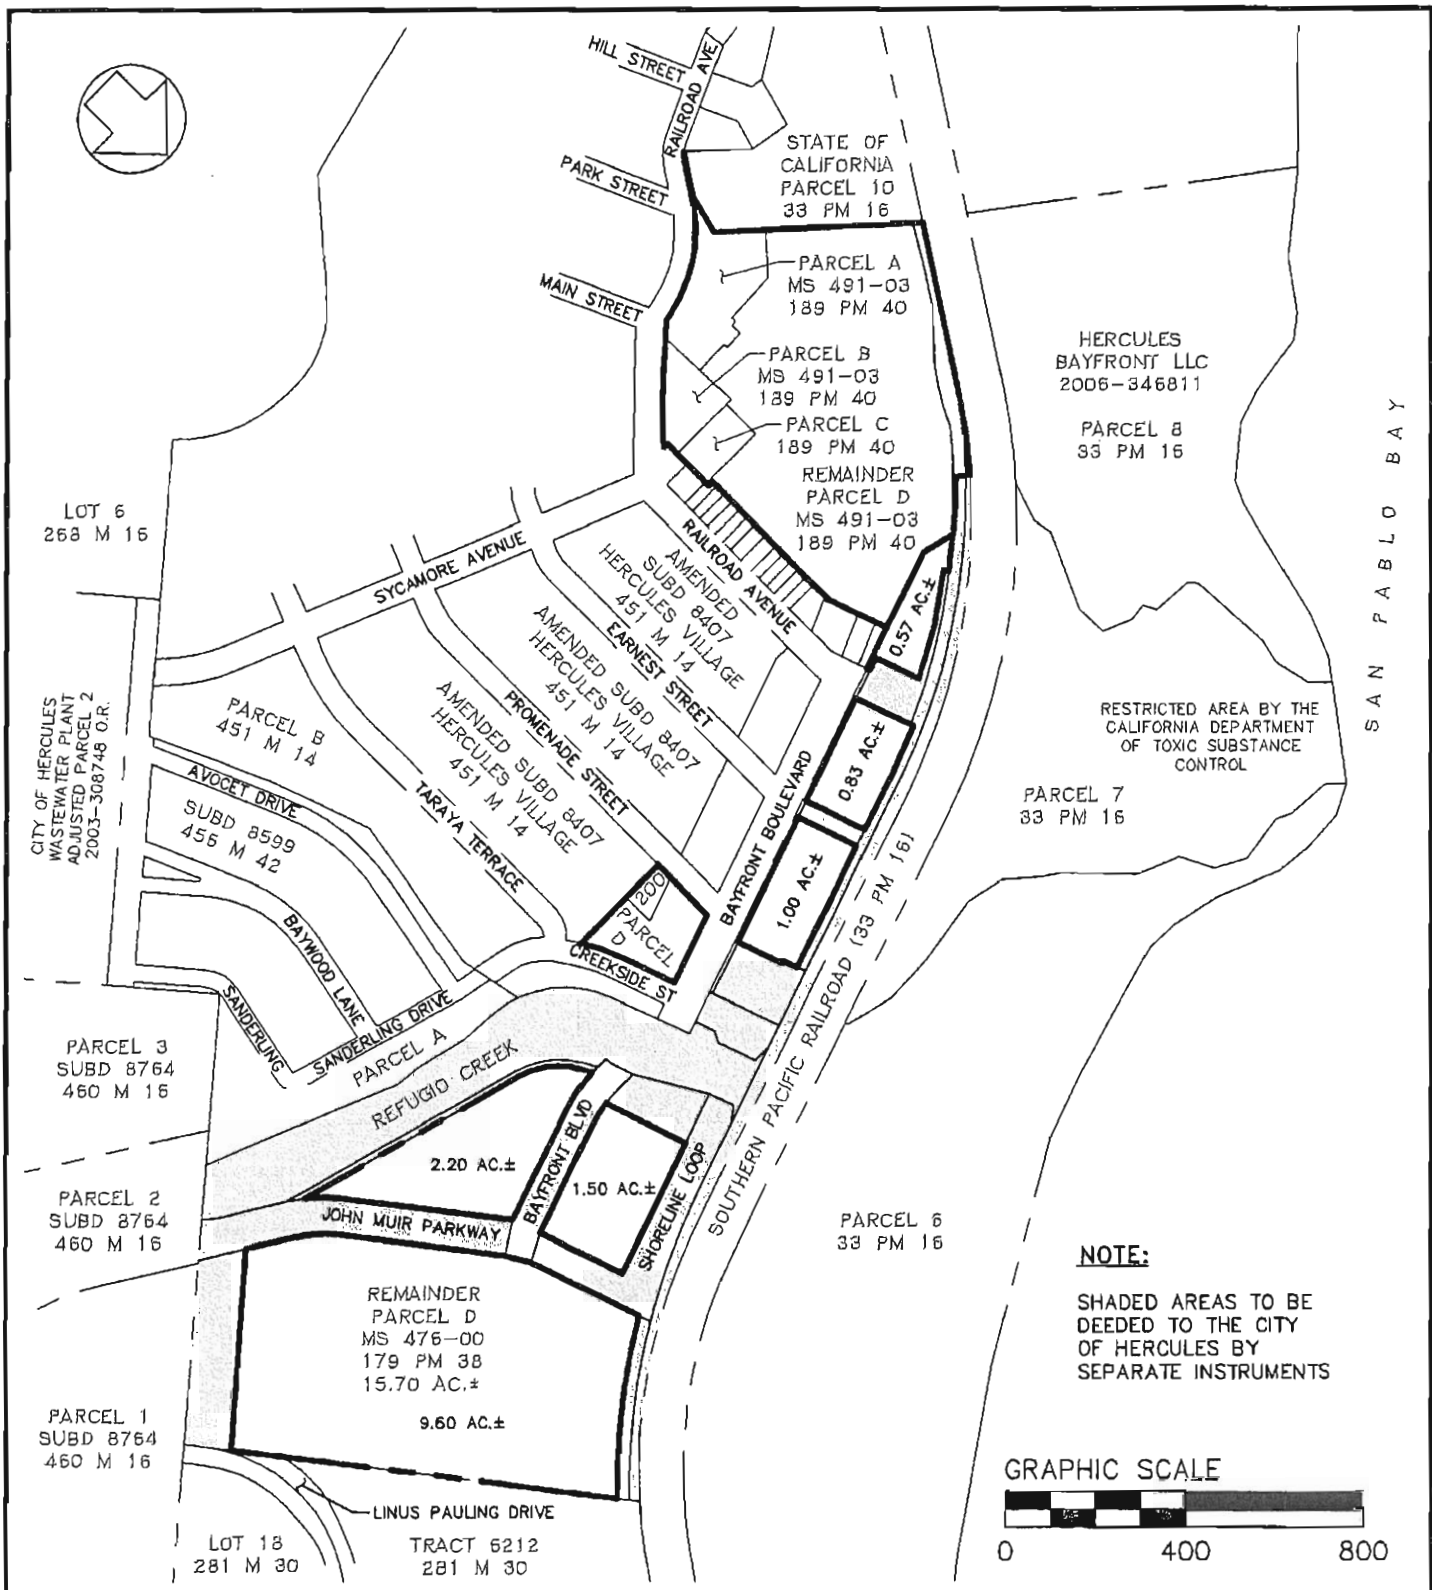 HILL STREET
RAILROAD AVE
PARK STREET
MAIN STREET
STATE OF
CALIFORNIA
PARCEL 10
33 PM 16
PARCEL A
MS 491-03
189 PM 40
PARCEL B
MS 491-03
189 PM 40
PARCEL C
189 PM 40
REMAINDER
PARCEL D
MS 491-03
189 PM 40
HERCULES
BAYFRONT LLC
2006-346811
PARCEL 8
33 PM 16
SAN PABLO BAY
LOT 6
268 M 16
SYCAMORE AVENUE
RAILROAD AVENUE
AMENDED
SUBD 8407
HERCULES VILLAGE
451 M 14
EARNEST STREET
AMENDED SUBD 8407
HERCULES VILLAGE
451 M 14
PROMENADE STREET
AMENDED SUBD 8407
HERCULES VILLAGE
451 M 14
TARAYA TERRACE
0.57 AC.±
0.83 AC.±
1.00 AC.±
BAYFRONT BOULEVARD
CITY OF HERCULES
WASTEWATER PLANT
ADJUSTED PARCEL 2
2003-308748 O.R.
PARCEL B
451 M 14
AVOCET DRIVE
SUBD 8599
456 M 42
BAYWOOD LANE
SANDERLING
SANDERLING DRIVE
200
PARCEL
D
CREEKSIDE ST
RESTRICTED AREA BY THE
CALIFORNIA DEPARTMENT
OF TOXIC SUBSTANCE
CONTROL
PARCEL 7
33 PM 16
SOUTHERN PACIFIC RAILROAD (33 PM 16)
PARCEL 3
SUBD 8764
460 M 16
PARCEL A
REFUGIO CREEK
2.20 AC.±
BAYFRONT BLVD
1.50 AC.±
SHORELINE LOOP
PARCEL 2
SUBD 8764
460 M 16
JOHN MUIR PARKWAY
PARCEL 6
33 PM 16
REMAINDER
PARCEL D
MS 476-00
179 PM 38
15.70 AC.±
9.60 AC.±
PARCEL 1
SUBD 8764
460 M 16
LINUS PAULING DRIVE
LOT 18
281 M 30
TRACT 6212
281 M 30
NOTE:
SHADED AREAS TO BE
DEEDED TO THE CITY
OF HERCULES BY
SEPARATE INSTRUMENTS
GRAPHIC SCALE
0 400 800